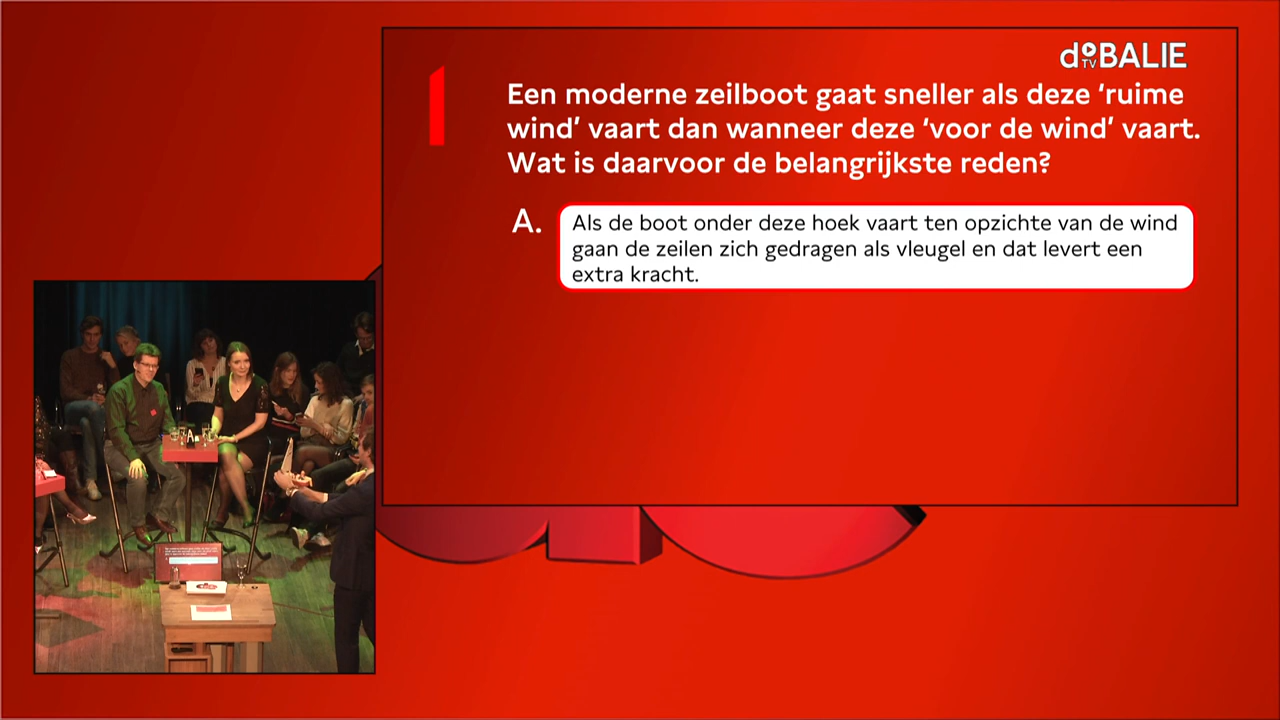 doBALIE
TV
1
Een moderne zeilboot gaat sneller als deze ‘ruime
wind’ vaart dan wanneer deze ‘voor de wind’ vaart.
Wat is daarvoor de belangrijkste reden?
A.
Als de boot onder deze hoek vaart ten opzichte van de wind
gaan de zeilen zich gedragen als vleugel en dat levert een
extra kracht.
A